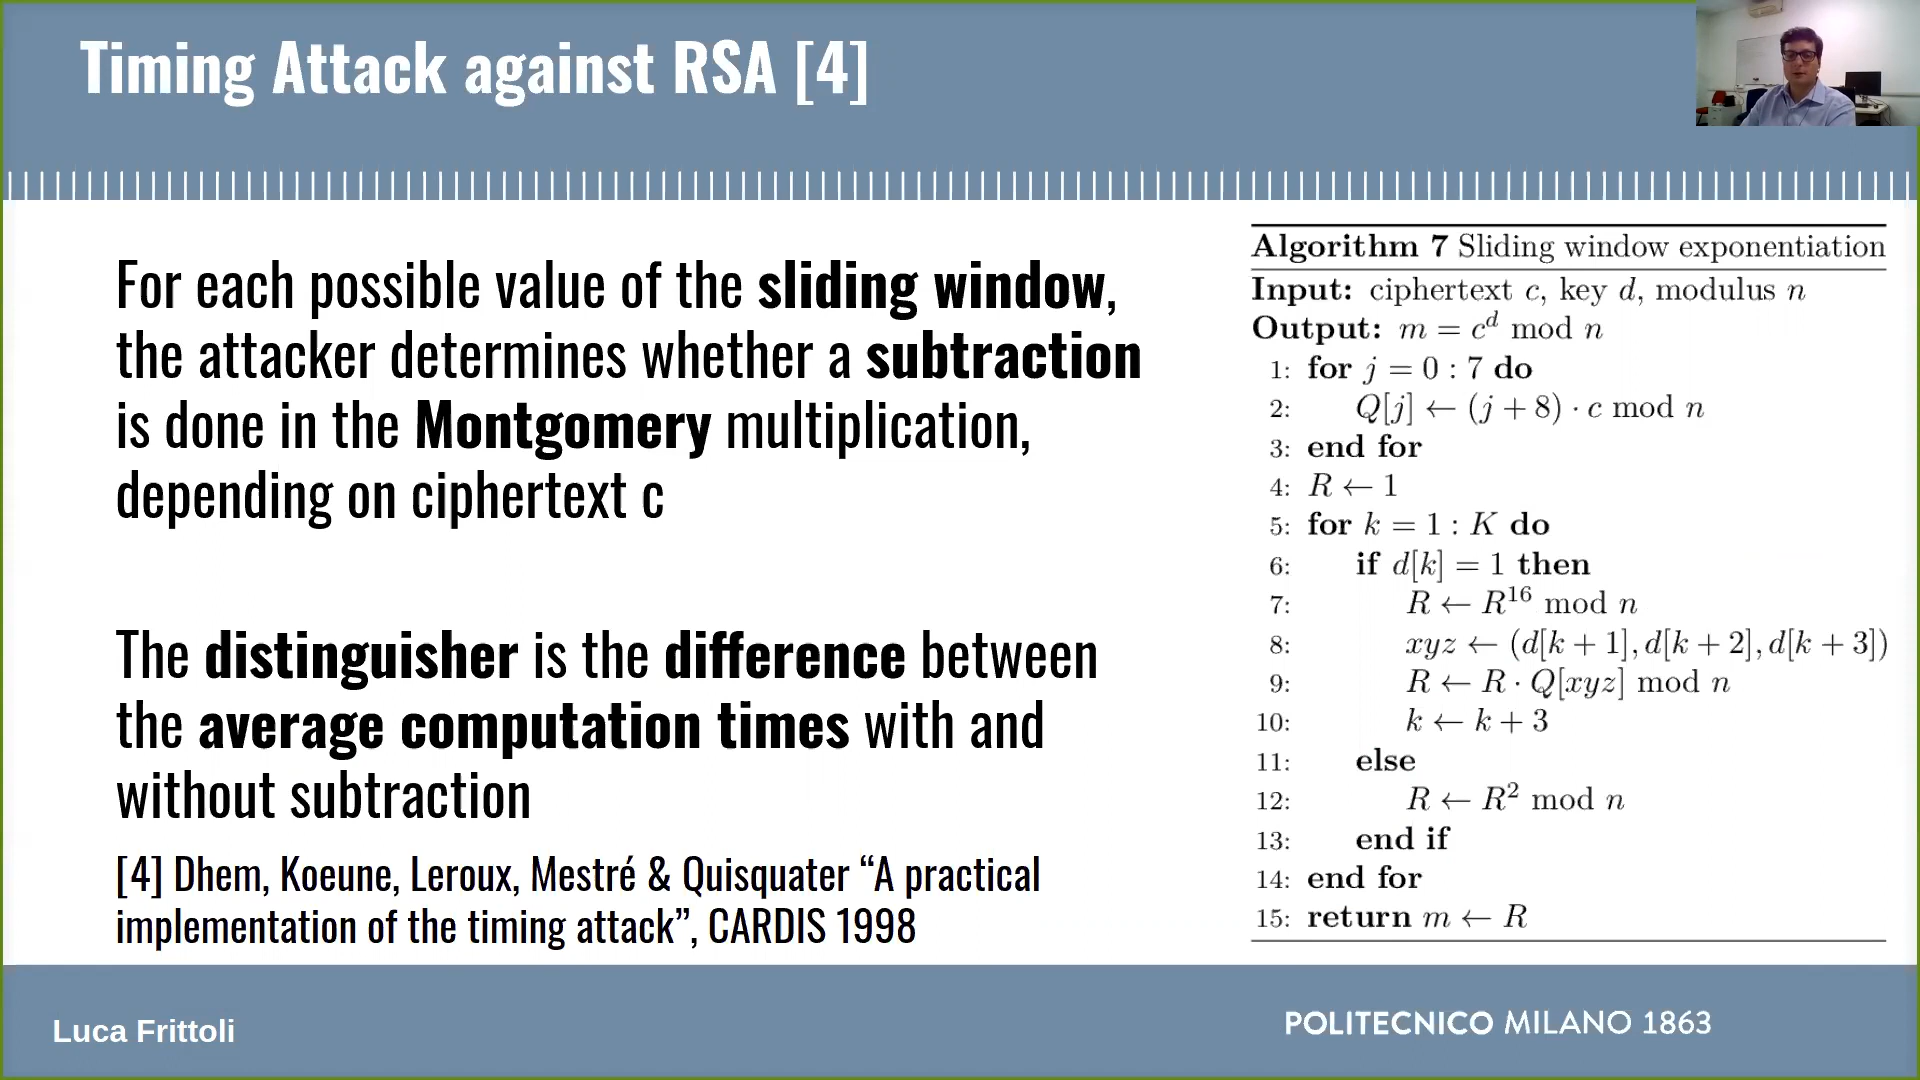 Timing Attack against RSA [4]
For each possible value of the sliding window,
the attacker determines whether a subtraction
is done in the Montgomery multiplication,
depending on ciphertext c
The distinguisher is the difference between
the average computation times with and
without subtraction
[4] Dhem, Koeune, Leroux, Mestré & Quisquater “A practical
implementation of the timing attack”, CARDIS 1998
Algorithm 7 Sliding window exponentiation
Input: ciphertext c, key d, modulus n
Output: m = c^d mod n
1: for j = 0 : 7 do
2: Q[j] ← (j + 8) · c mod n
3: end for
4: R ← 1
5: for k = 1 : K do
6: if d[k] = 1 then
7: R ← R^16 mod n
8: xyz ← (d[k + 1], d[k + 2], d[k + 3])
9: R ← R · Q[xyz] mod n
10: k ← k + 3
11: else
12: R ← R^2 mod n
13: end if
14: end for
15: return m ← R
Luca Frittoli
POLITECNICO MILANO 1863